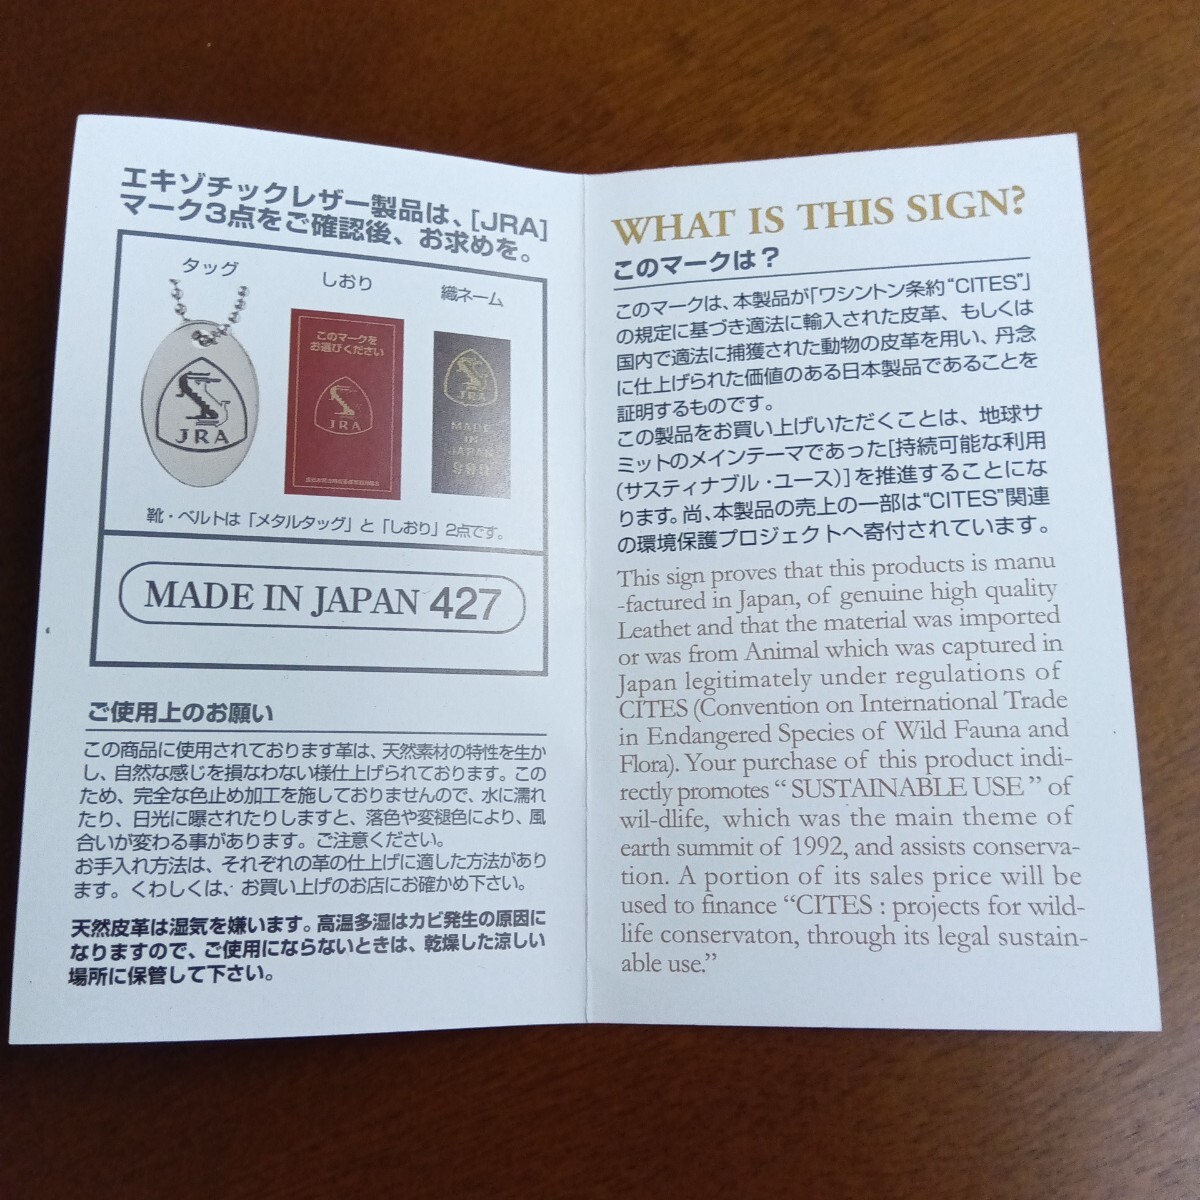 エキゾチックレザー製品は、[JRA]
マーク3点をご確認後、お求めを。
タッグ
しおり
織ネーム
JRA
このマークを
お選びください
JRA
JRA
MADE
IN
JAPAN
靴・ベルトは「メタルタッグ」と「しおり」2点です。
MADE IN JAPAN 427
ご使用上のお願い
この商品に使用されております革は、天然素材の特性を生か
し、自然な感じを損なわない様仕上げられております。この
ため、完全な色止め加工を施しておりませんので、水に濡れ
たり、日光に曝されたりしますと、落色や変褪色により、風
合いが変わる事があります。ご注意ください。
お手入れ方法は、それぞれの革の仕上げに適した方法があり
ます。くわしくは、お買い上げのお店にお確かめ下さい。
天然皮革は湿気を嫌います。高温多湿はカビ発生の原因に
なりますので、ご使用にならないときは、乾燥した涼しい
場所に保管して下さい。
WHAT IS THIS SIGN?
このマークは？
このマークは、本製品が「ワシントン条約“CITES”」
の規定に基づき適法に輸入された皮革、もしくは
国内で適法に捕獲された動物の皮革を用い、丹念
に仕上げられた価値のある日本製品であることを
証明するものです。
この製品をお買い上げいただくことは、地球サ
ミットのメインテーマであった[持続可能な利用
(サスティナブル・ユース)]を推進することにな
ります。尚、本製品の売上の一部は“CITES”関連
の環境保護プロジェクトへ寄付されています。
This sign proves that this products is manu
-factured in Japan, of genuine high quality
Leathet and that the material was imported
or was from Animal which was captured in
Japan legitimately under regulations of
CITES (Convention on International Trade
in Endangered Species of Wild Fauna and
Flora). Your purchase of this product indi-
rectly promotes “ SUSTAINABLE USE ” of
wil-dlife, which was the main theme of
earth summit of 1992, and assists conserva-
tion. A portion of its sales price will be
used to finance “CITES : projects for wild-
life conservaton, through its legal sustain-
able use.”